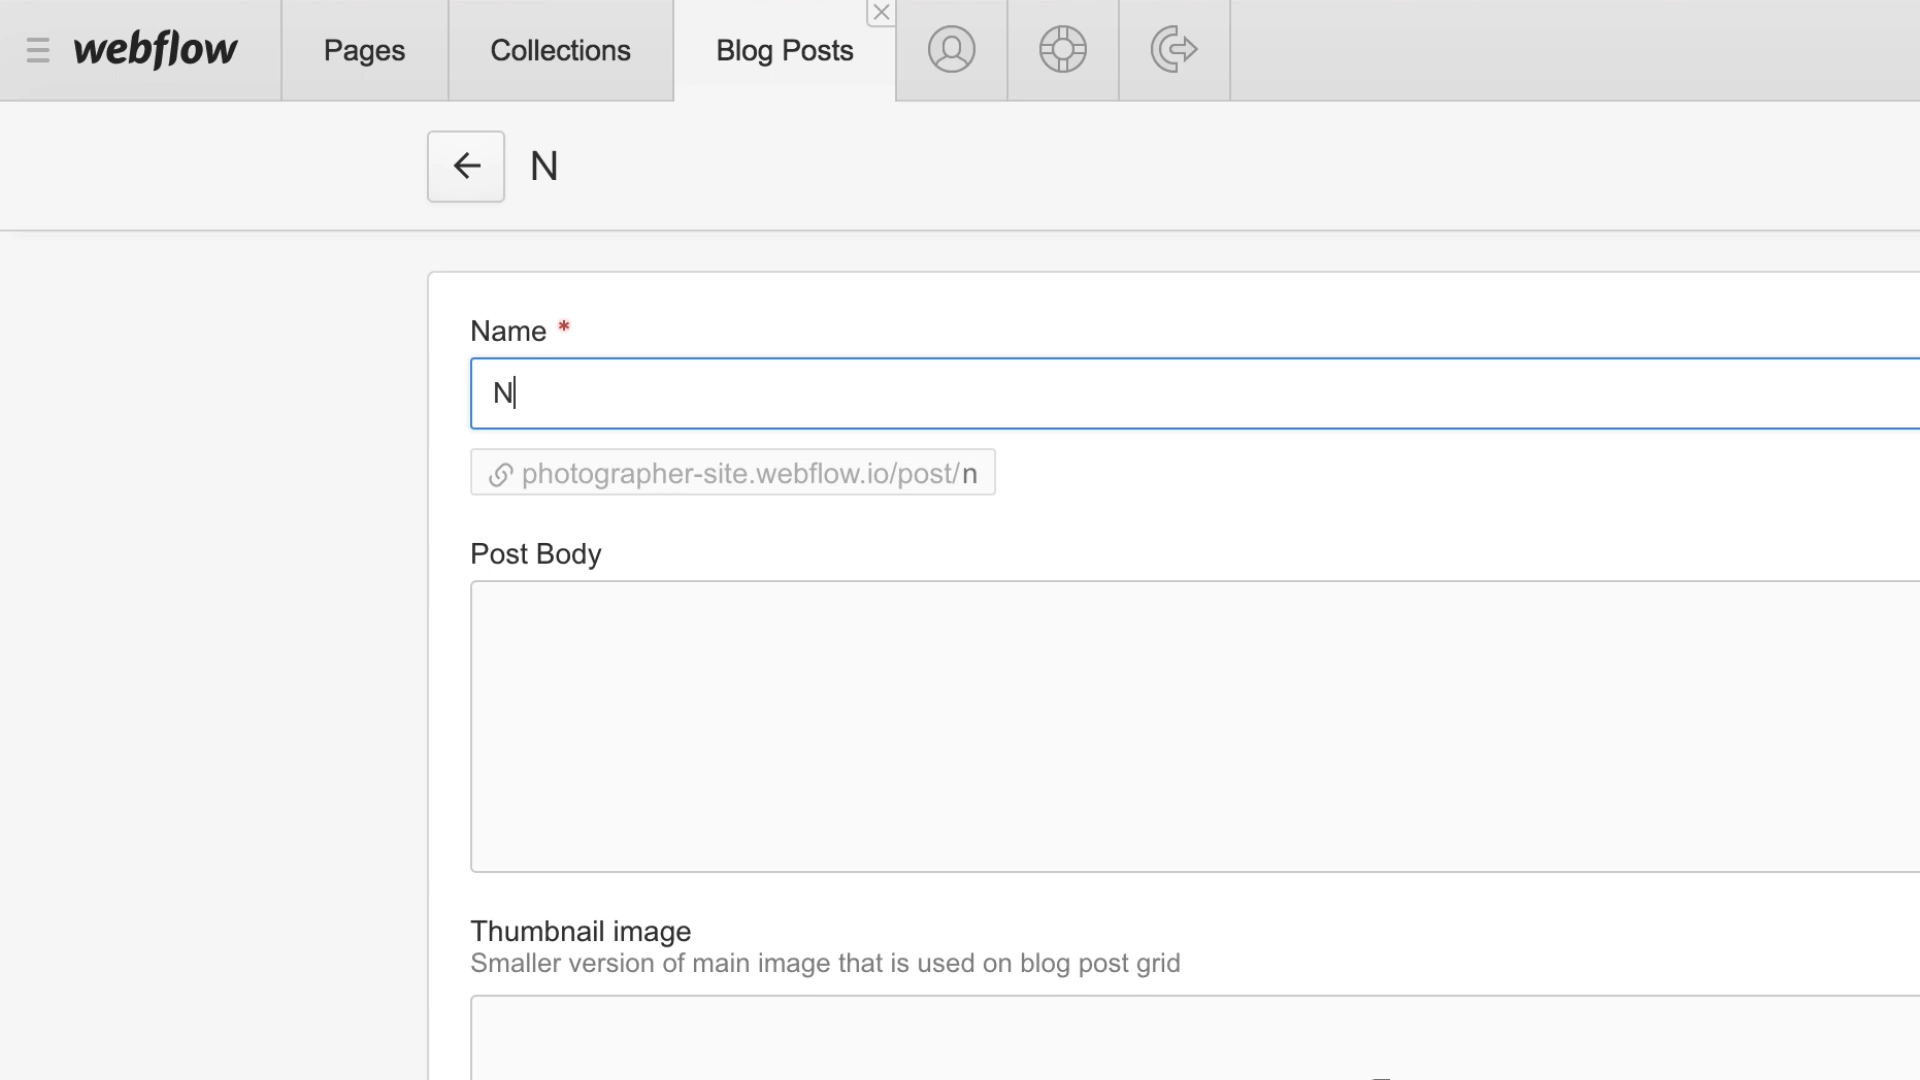 webflow
Pages
Collections
Blog Posts
N
Name *
N
photographer-site.webflow.io/post/n
Post Body
Thumbnail image
Smaller version of main image that is used on blog post grid